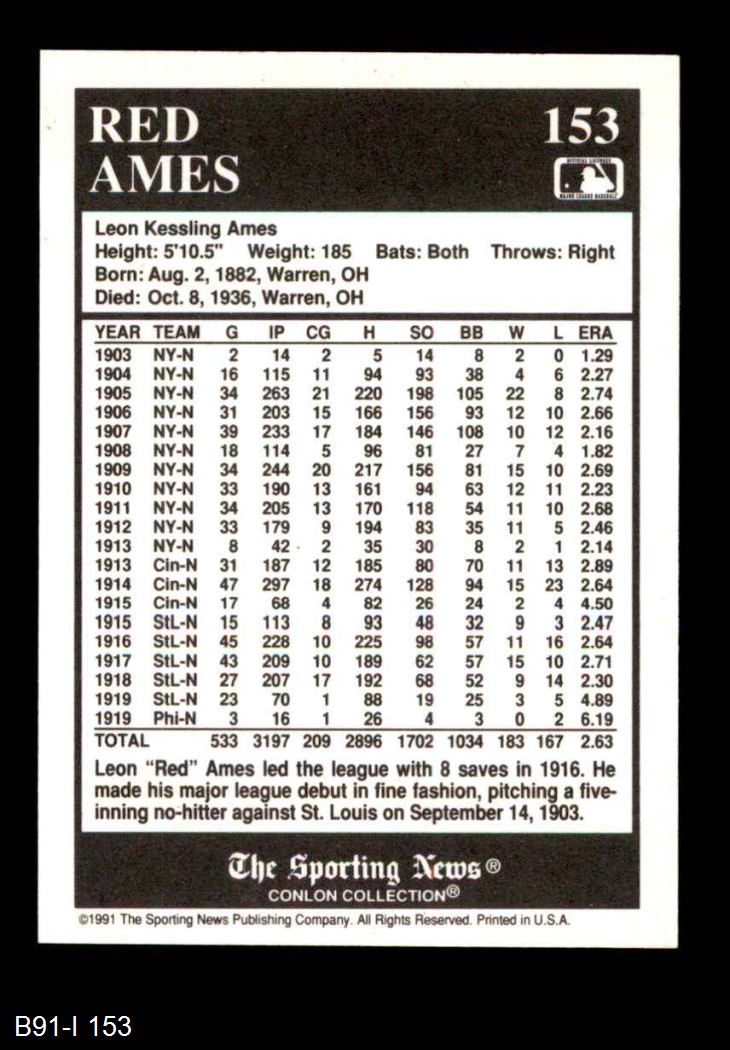 RED
AMES
153
OFFICIAL LICENSEE
MAJOR LEAGUE BASEBALL
Leon Kessling Ames
Height: 5'10.5" Weight: 185 Bats: Both Throws: Right
Born: Aug. 2, 1882, Warren, OH
Died: Oct. 8, 1936, Warren, OH
YEAR TEAM G IP CG H SO BB W L ERA
1903 NY-N 2 14 2 5 14 8 2 0 1.29
1904 NY-N 16 115 11 94 93 38 4 6 2.27
1905 NY-N 34 263 21 220 198 105 22 8 2.74
1906 NY-N 31 203 15 166 156 93 12 10 2.66
1907 NY-N 39 233 17 184 146 108 10 12 2.16
1908 NY-N 18 114 5 96 81 27 7 4 1.82
1909 NY-N 34 244 20 217 156 81 15 10 2.69
1910 NY-N 33 190 13 161 94 63 12 11 2.23
1911 NY-N 34 205 13 170 118 54 11 10 2.68
1912 NY-N 33 179 9 194 83 35 11 5 2.46
1913 NY-N 8 42 2 35 30 8 2 1 2.14
1913 Cin-N 31 187 12 185 80 70 11 13 2.89
1914 Cin-N 47 297 18 274 128 94 15 23 2.64
1915 Cin-N 17 68 4 82 26 24 2 4 4.50
1915 StL-N 15 113 8 93 48 32 9 3 2.47
1916 StL-N 45 228 10 225 98 57 11 16 2.64
1917 StL-N 43 209 10 189 62 57 15 10 2.71
1918 StL-N 27 207 17 192 68 52 9 14 2.30
1919 StL-N 23 70 1 88 19 25 3 5 4.89
1919 Phi-N 3 16 1 26 4 3 0 2 6.19
TOTAL 533 3197 209 2896 1702 1034 183 167 2.63
Leon “Red” Ames led the league with 8 saves in 1916. He
made his major league debut in fine fashion, pitching a five-
inning no-hitter against St. Louis on September 14, 1903.
The Sporting News®
CONLON COLLECTION®
©1991 The Sporting News Publishing Company. All Rights Reserved. Printed in U.S.A.
B91-I 153